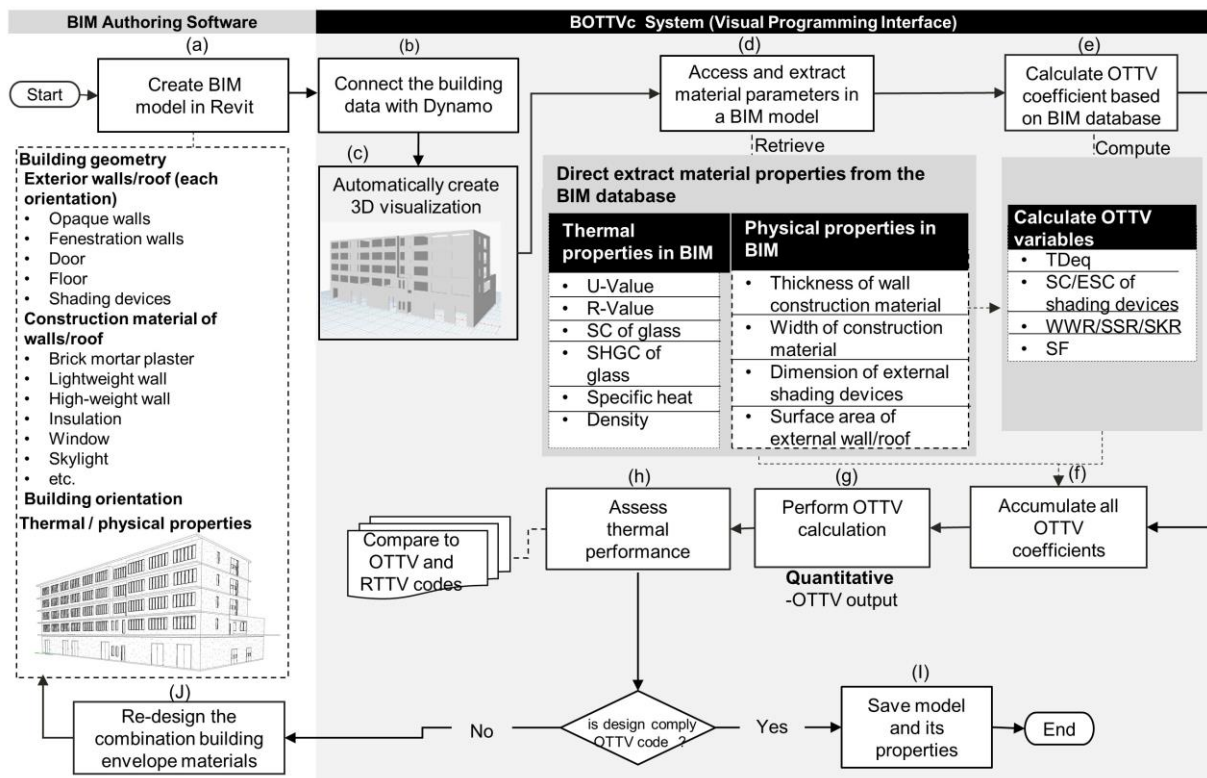 BIM Authoring Software
BOTTVc System (Visual Programming Interface)
(a)
Start
Create BIM
model in Revit
(b)
Connect the building
data with Dynamo
(c)
Automatically create
3D visualization
(d)
Access and extract
material parameters in
a BIM model
Retrieve
(e)
Calculate OTTV
coefficient based
on BIM database
Compute
Building geometry
Exterior walls/roof (each
orientation)
• Opaque walls
• Fenestration walls
• Door
• Floor
• Shading devices
Construction material of
walls/roof
• Brick mortar plaster
• Lightweight wall
• High-weight wall
• Insulation
• Window
• Skylight
• etc.
Building orientation
Thermal / physical properties
Direct extract material properties from the
BIM database
Thermal
properties in BIM
• U-Value
• R-Value
• SC of glass
• SHGC of
glass
• Specific heat
• Density
Physical properties in
BIM
• Thickness of wall
construction material
• Width of construction
material
• Dimension of external
shading devices
• Surface area of
external wall/roof
Calculate OTTV
variables
• TDeq
• SC/ESC of
shading devices
• WWR/SSR/SKR
• SF
(f)
Accumulate all
OTTV
coefficients
(g)
Perform OTTV
calculation
Quantitative
-OTTV output
(h)
Assess
thermal
performance
Compare to
OTTV and
RTTV codes
is design comply
OTTV code ?
No
Yes
(I)
Save model
and its
properties
End
(J)
Re-design the
combination building
envelope materials